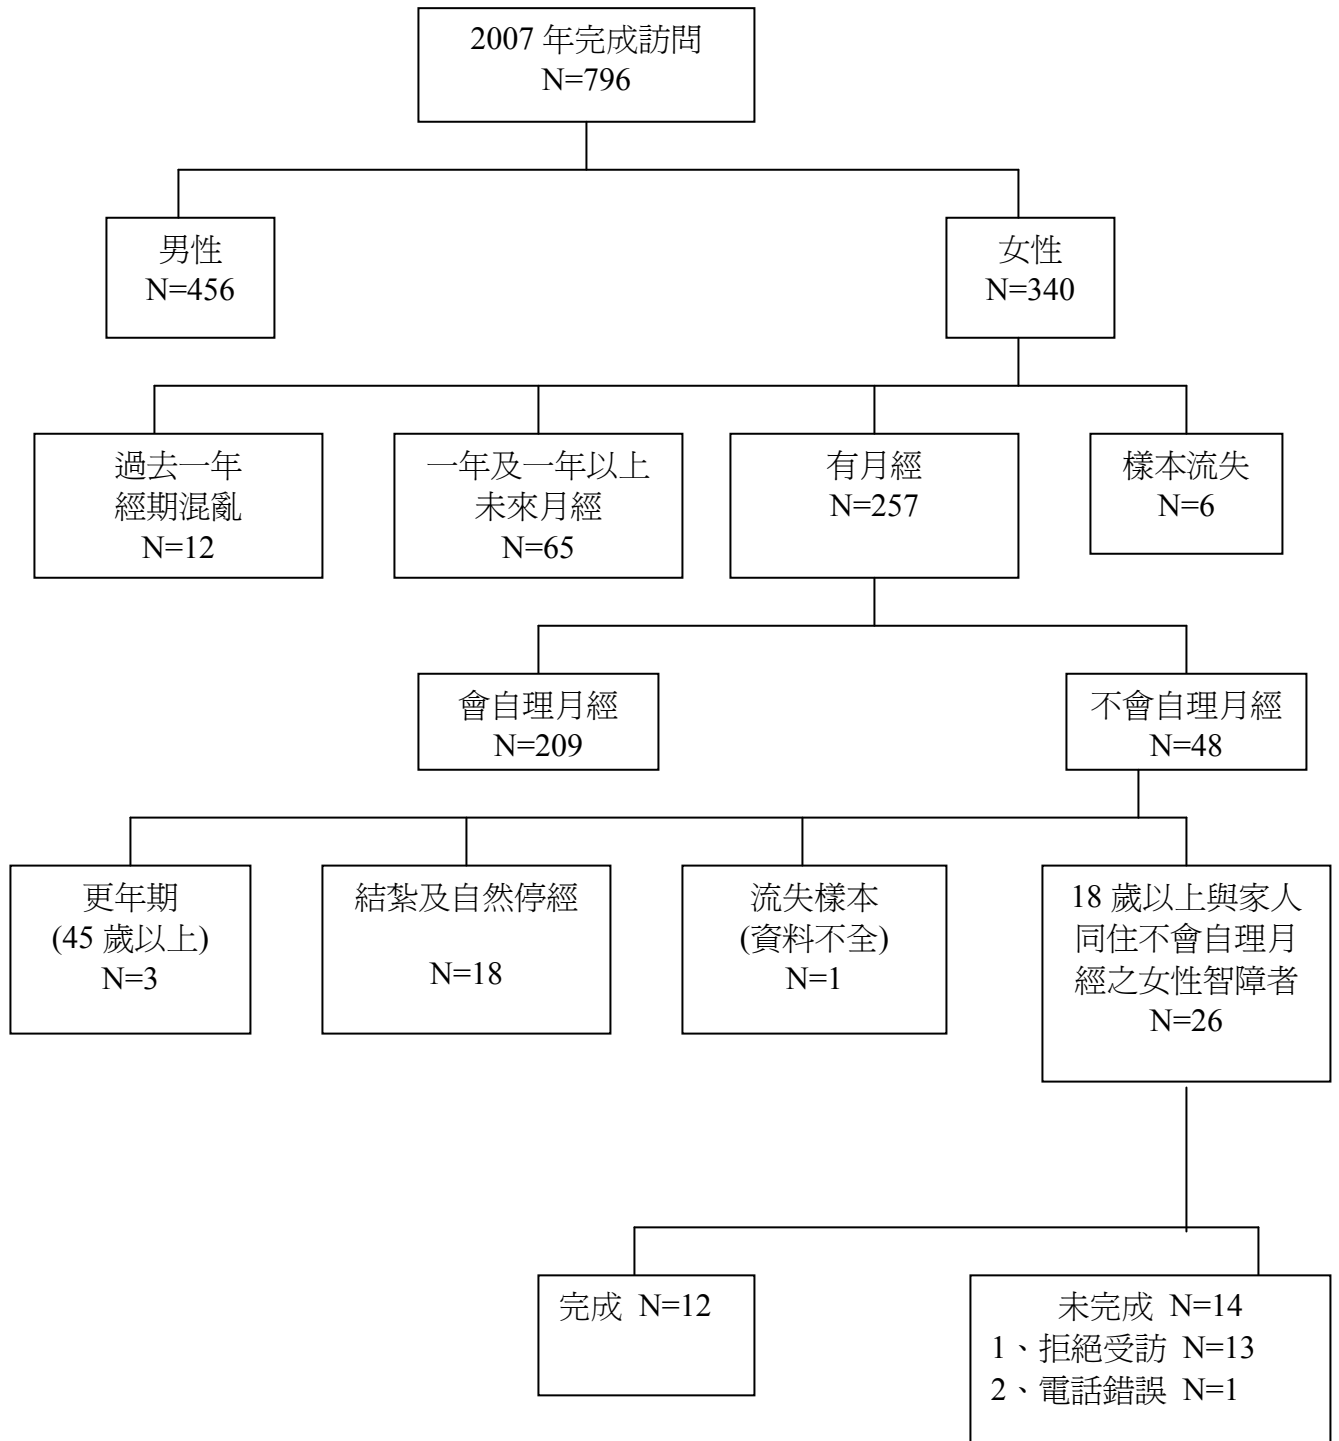 2007 年完成訪問
N=796
男性
N=456
女性
N=340
過去一年
經期混亂
N=12
一年及一年以上
未來月經
N=65
有月經
N=257
樣本流失
N=6
會自理月經
N=209
不會自理月經
N=48
更年期
(45 歲以上)
N=3
結紮及自然停經
N=18
流失樣本
(資料不全)
N=1
18 歲以上與家人
同住不會自理月
經之女性智障者
N=26
完成 N=12
未完成 N=14
1、拒絕受訪 N=13
2、電話錯誤 N=1